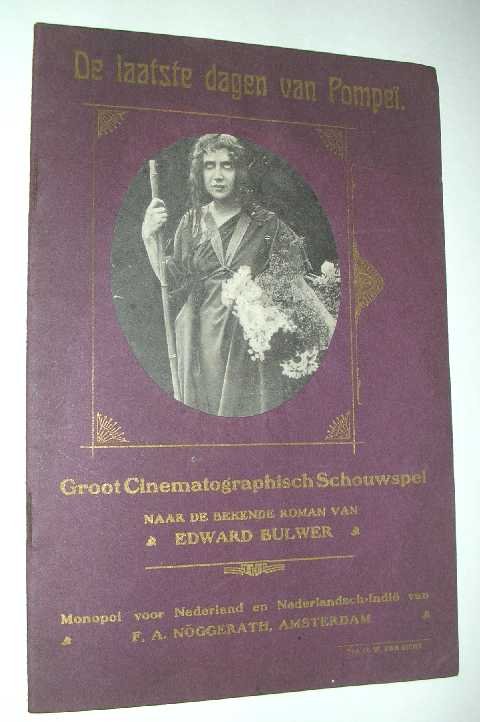 De laatste dagen van Pompeï.
Groot Cinematographisch Schouwspel
NAAR DE BEKENDE ROMAN VAN
EDWARD BULWER
Monopol voor Nederland en Nederlandsch-Indië van
F. A. NÖGGERATH, AMSTERDAM